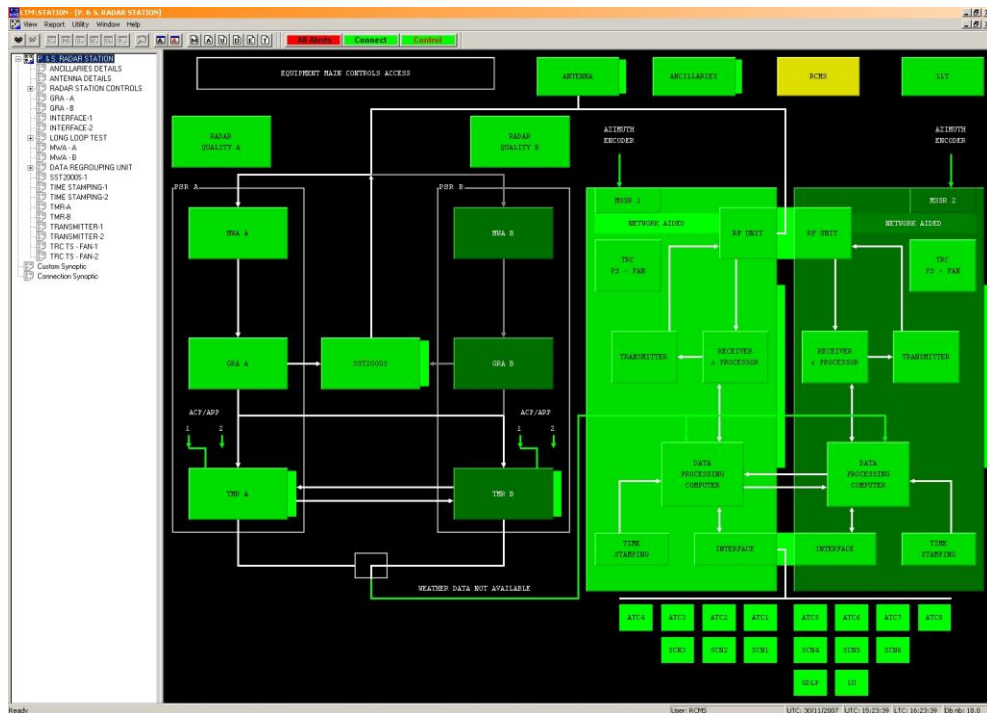 ETM\STATION - [P. & S. RADAR STATION]
View Report Utility Window Help
All Alerts Connect Control
P. & S. RADAR STATION
ANCILLARIES DETAILS
ANTENNA DETAILS
RADAR STATION CONTROLS
GRA - A
GRA - B
INTERFACE-1
INTERFACE-2
LONG LOOP TEST
MWA - A
MWA - B
DATA REGROUPING UNIT
SST2000S-1
TIME STAMPING-1
TIME STAMPING-2
TMR-A
TMR-B
TRANSMITTER-1
TRANSMITTER-2
TRC TS - FAN-1
TRC TS - FAN-2
Custom Synoptic
Connection Synoptic
EQUIPMENT MAIN CONTROLS ACCESS
ANTENNA
ANCILLARIES
RCMS
LLT
RADAR
QUALITY A
RADAR
QUALITY B
AZIMUTH
ENCODER
AZIMUTH
ENCODER
PSR A
PSR B
MSSR 1
MSSR 2
NETWORK AIDED
NETWORK AIDED
MWA A
MWA B
RF UNIT
RF UNIT
TRC
PS - FAN
TRC
PS - FAN
GRA A
SST2000S
GRA B
TRANSMITTER
RECEIVER
& PROCESSOR
RECEIVER
& PROCESSOR
TRANSMITTER
ACP/ARP
1 2
ACP/ARP
1 2
TMR A
TMR B
DATA
PROCESSING
COMPUTER
DATA
PROCESSING
COMPUTER
TIME
STAMPING
INTERFACE
INTERFACE
TIME
STAMPING
WEATHER DATA NOT AVAILABLE
ATC4 ATC3 ATC2 ATC1 ATC5 ATC6 ATC7 ATC8
SCN3 SCN2 SCN1 SCN4 SCN5 SCN6
GDLP LU
Ready
User: RCMS
UTC: 30/11/2007 UTC: 15:23:39 LTC: 16:23:39 Db nb: 18.0